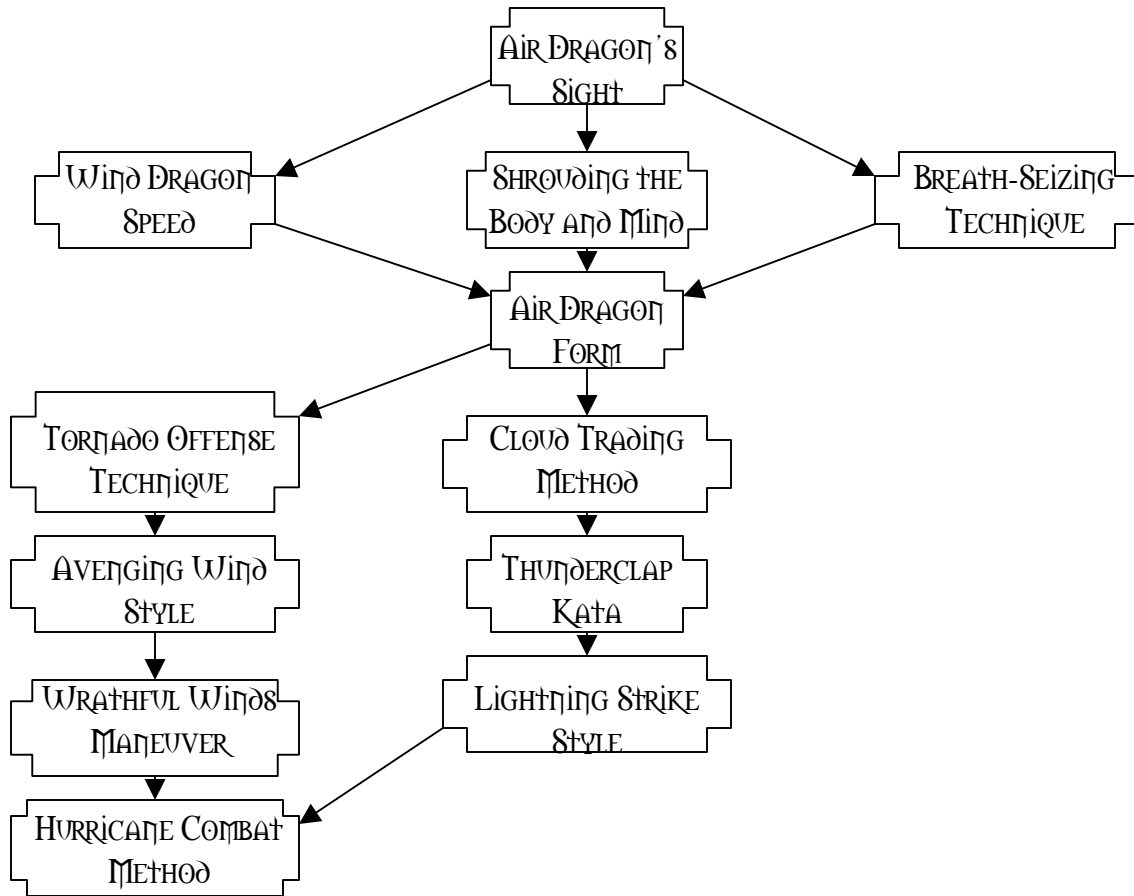 Air Dragon's
Sight
Wind Dragon
Speed
Shrouding the
Body and Mind
Breath-Seizing
Technique
Air Dragon
Form
Tornado Offense
Technique
Cloud Trading
Method
Avenging Wind
Style
Thunderclap
Kata
Wrathful Winds
Maneuver
Lightning Strike
Style
Hurricane Combat
Method